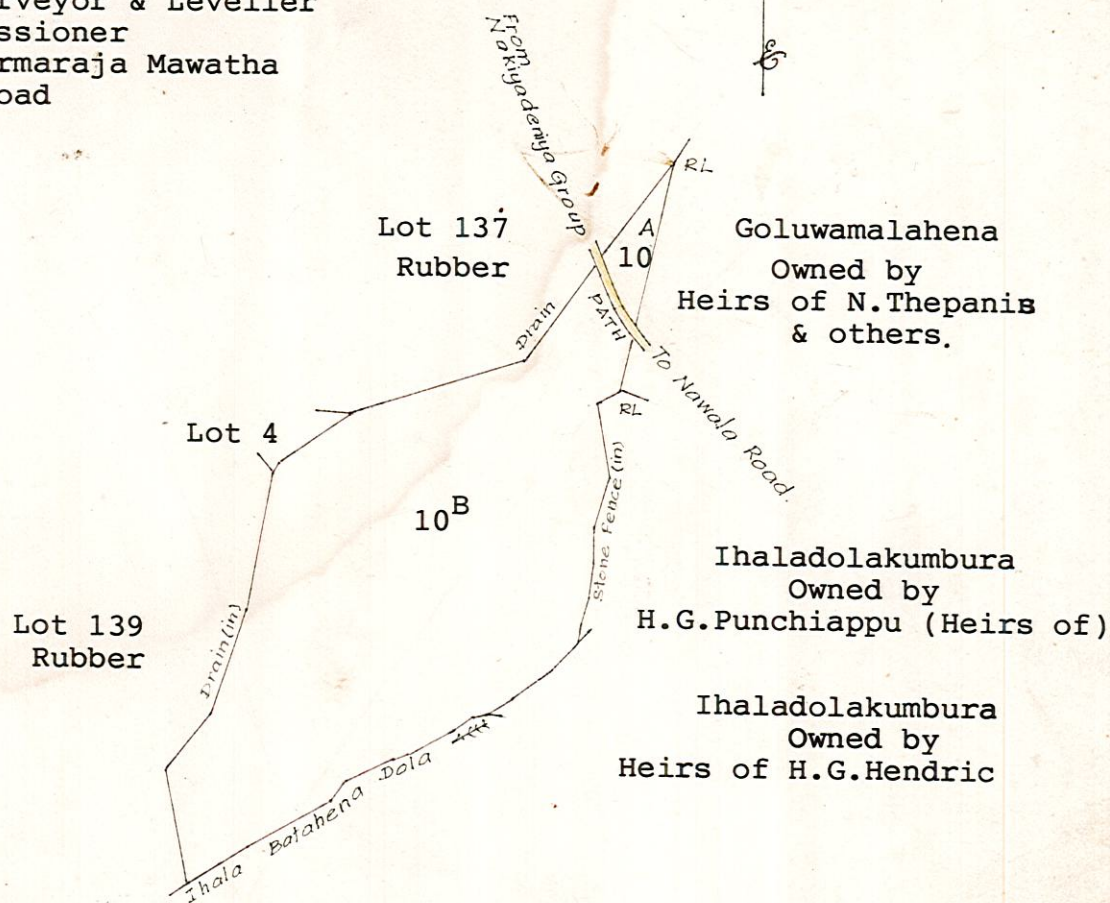 rveyor & Leveller
ssioner
rmaraja Mawatha
oad
From
Nakiyadeniya Group
RL
Lot 137
Rubber
A
10
Goluwamalahena
Owned by
Heirs of N.Thepanis
& others.
Drain
PATH
To Nawala Road.
RL
Lot 4
Stone Fence(in)
10B
Ihaladolakumbura
Owned by
H.G.Punchiappu (Heirs of)
Lot 139
Rubber
Drain(in)
Ihaladolakumbura
Owned by
Heirs of H.G.Hendric
Ihala Batahena Dola